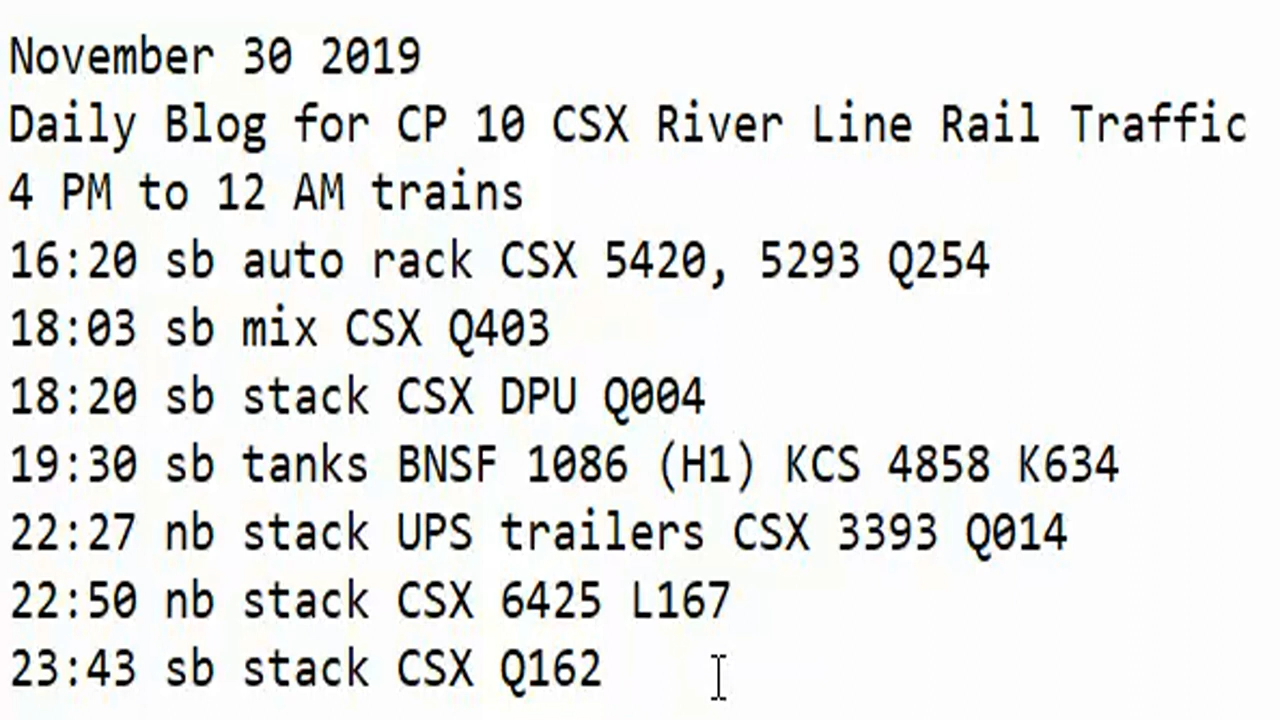 November 30 2019
Daily Blog for CP 10 CSX River Line Rail Traffic
4 PM to 12 AM trains
16:20 sb auto rack CSX 5420, 5293 Q254
18:03 sb mix CSX Q403
18:20 sb stack CSX DPU Q004
19:30 sb tanks BNSF 1086 (H1) KCS 4858 K634
22:27 nb stack UPS trailers CSX 3393 Q014
22:50 nb stack CSX 6425 L167
23:43 sb stack CSX Q162